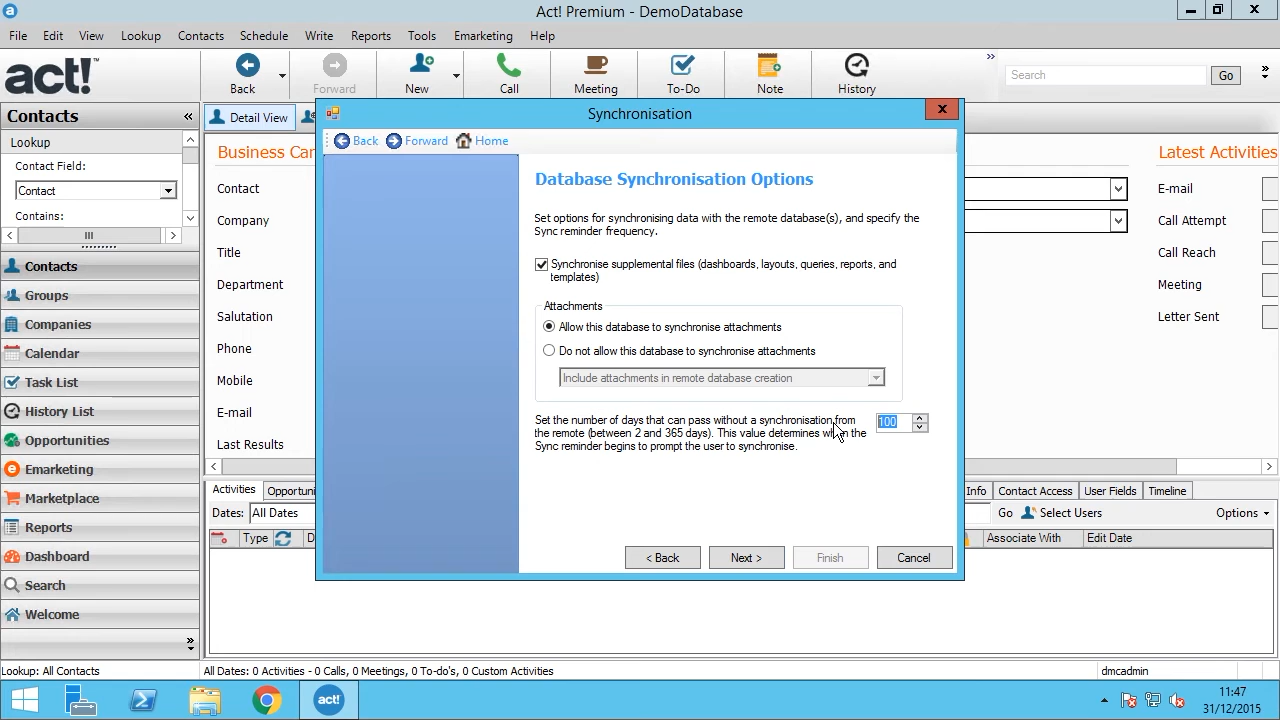 Act! Premium - DemoDatabase
File Edit View Lookup Contacts Schedule Write Reports Tools Emarketing Help
act!
Back Forward New Call Meeting To-Do Note History Search Go
Contacts
Detail View
Synchronisation
Back Forward Home
Lookup
Contact Field:
Contact
Contains:
Contacts
Groups
Companies
Calendar
Task List
History List
Opportunities
Emarketing
Marketplace
Reports
Dashboard
Search
Welcome
Lookup: All Contacts
Business Car
Contact
Company
Title
Department
Salutation
Phone
Mobile
E-mail
Last Results
Database Synchronisation Options
Set options for synchronising data with the remote database(s), and specify the
Sync reminder frequency.
Synchronise supplemental files (dashboards, layouts, queries, reports, and
templates)
Attachments
Allow this database to synchronise attachments
Do not allow this database to synchronise attachments
Include attachments in remote database creation
Set the number of days that can pass without a synchronisation from
the remote (between 2 and 365 days). This value determines when the
Sync reminder begins to prompt the user to synchronise.
100
< Back Next > Finish Cancel
Latest Activities
E-mail
Call Attempt
Call Reach
Meeting
Letter Sent
Activities Opportuni Info Contact Access User Fields Timeline
Dates: All Dates Go Select Users Options
Type D Associate With Edit Date
All Dates: 0 Activities - 0 Calls, 0 Meetings, 0 To-do's, 0 Custom Activities
dmcadmin
act!
11:47
31/12/2015